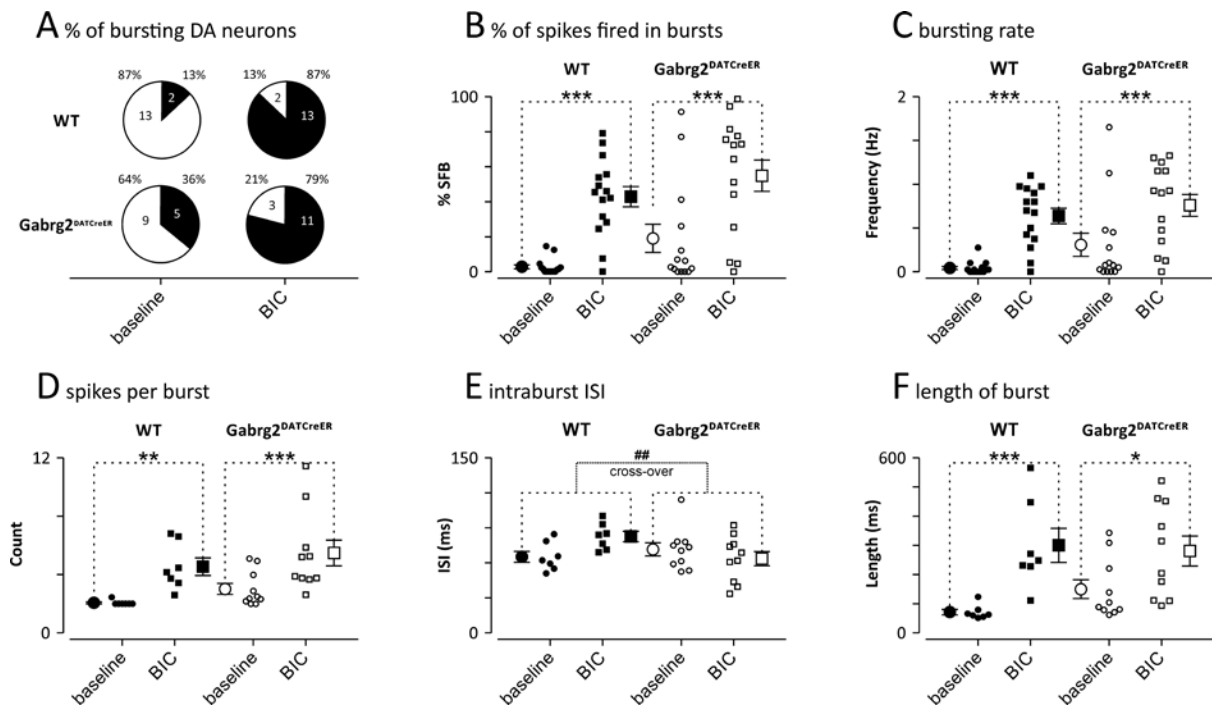 A % of bursting DA neurons
87% 13% 13% 87%
WT 13 2 2 13
64% 36% 21% 79%
Gabrg2DATCreER 9 5 3 11
baseline BIC
B % of spikes fired in bursts
WT Gabrg2DATCreER
*** ***
100
% SFB
0
baseline BIC baseline BIC
C bursting rate
WT Gabrg2DATCreER
*** ***
2
Frequency (Hz)
0
baseline BIC baseline BIC
D spikes per burst
WT Gabrg2DATCreER
** ***
12
Count
0
baseline BIC baseline BIC
E intraburst ISI
WT Gabrg2DATCreER
##
cross-over
150
ISI (ms)
0
baseline BIC baseline BIC
F length of burst
WT Gabrg2DATCreER
*** *
600
Length (ms)
0
baseline BIC baseline BIC